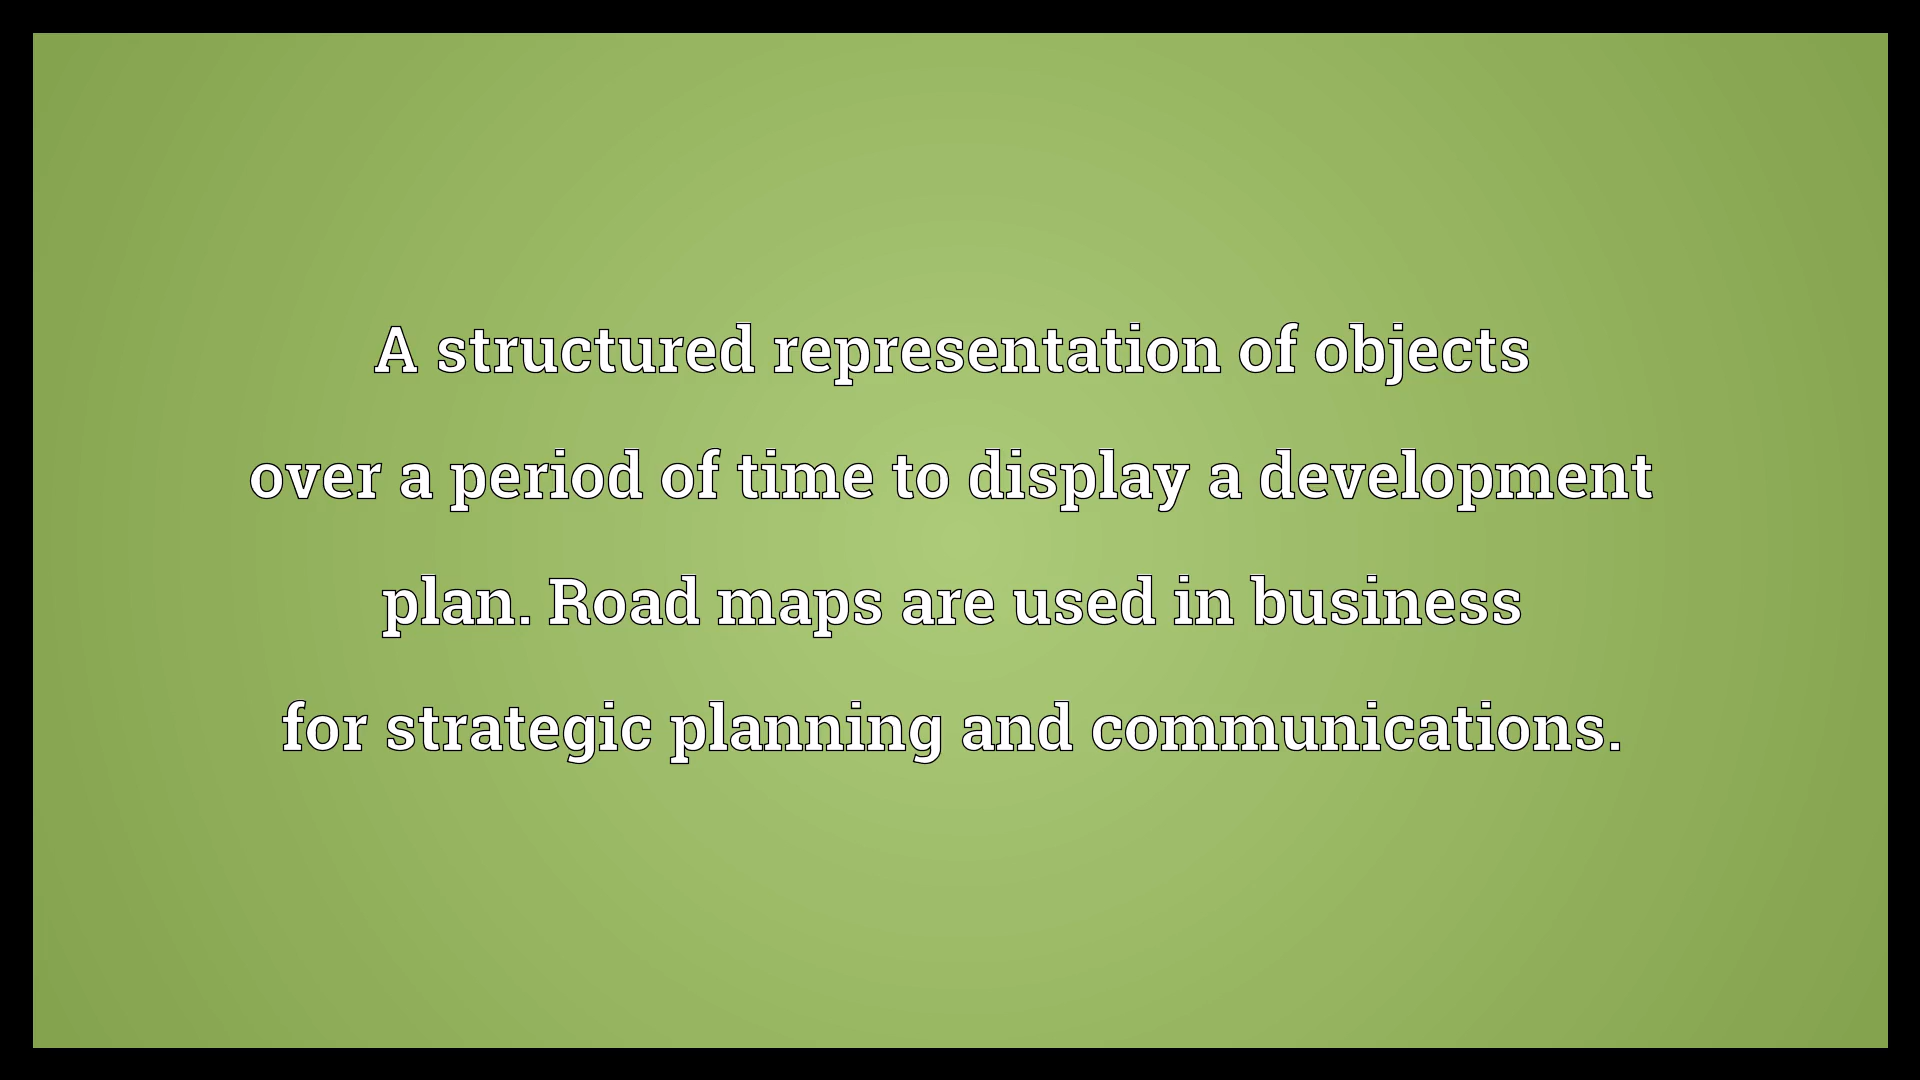 A structured representation of objects
over a period of time to display a development
plan. Road maps are used in business
for strategic planning and communications.